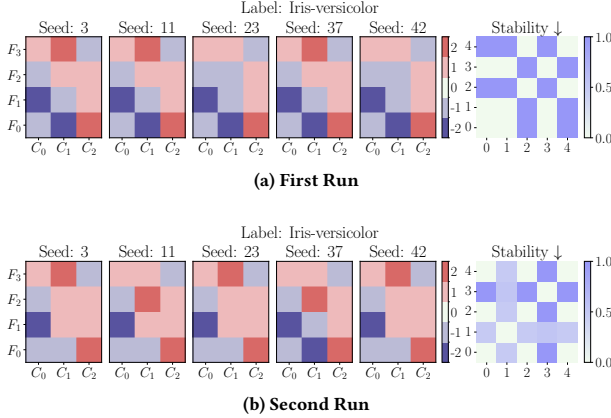 Label: Iris-versicolor
Seed: 3 Seed: 11 Seed: 23 Seed: 37 Seed: 42 Stability ↓
F3 2 4 1.0
F2 1 3
F1 -1 2 0.5
F0 -2 1
0 0.0
C0 C1 C2 C0 C1 C2 C0 C1 C2 C0 C1 C2 C0 C1 C2 0 1 2 3 4
(a) First Run
Label: Iris-versicolor
Seed: 3 Seed: 11 Seed: 23 Seed: 37 Seed: 42 Stability ↓
F3 2 4 1.0
F2 1 3
F1 -1 2 0.5
F0 -2 1
0 0.0
C0 C1 C2 C0 C1 C2 C0 C1 C2 C0 C1 C2 C0 C1 C2 0 1 2 3 4
(b) Second Run